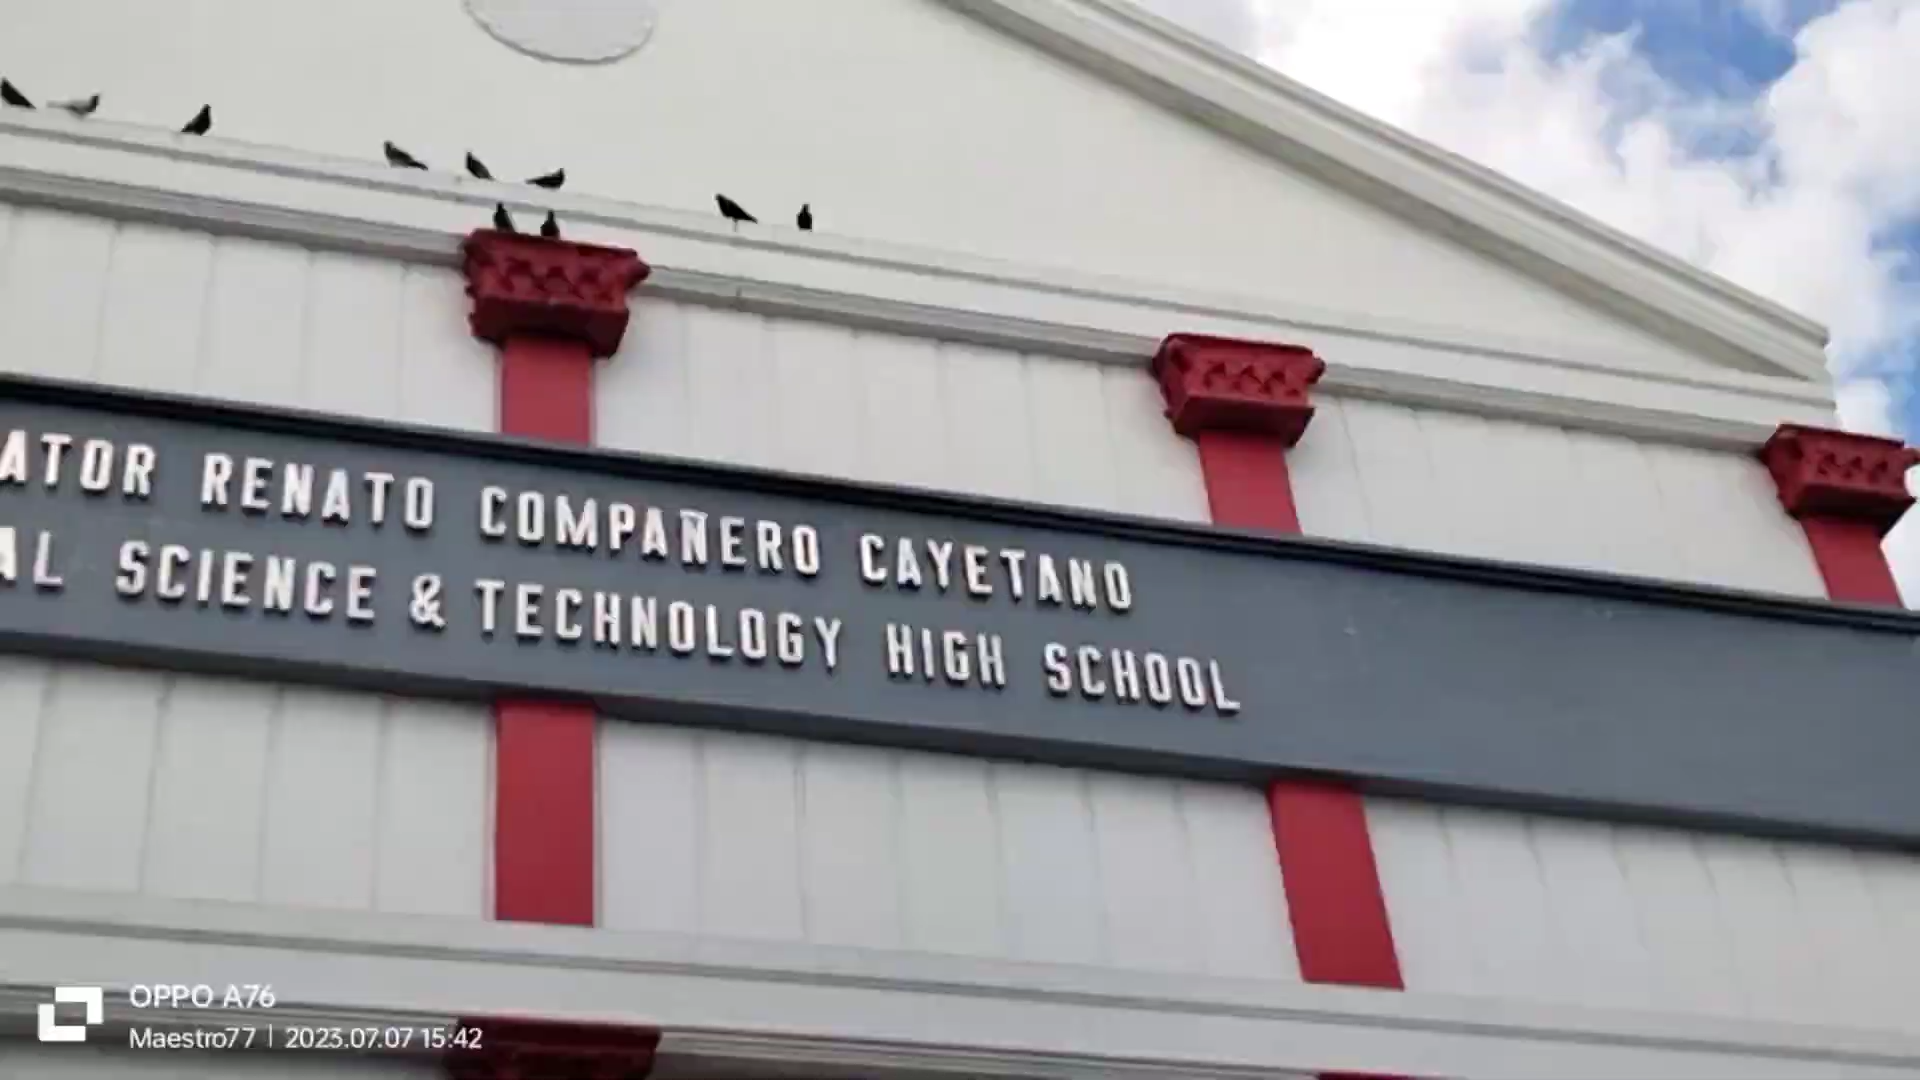 ATOR RENATO COMPAÑERO CAYETANO
AL SCIENCE & TECHNOLOGY HIGH SCHOOL
OPPO A76
Maestro77 | 2023.07.07 15:42